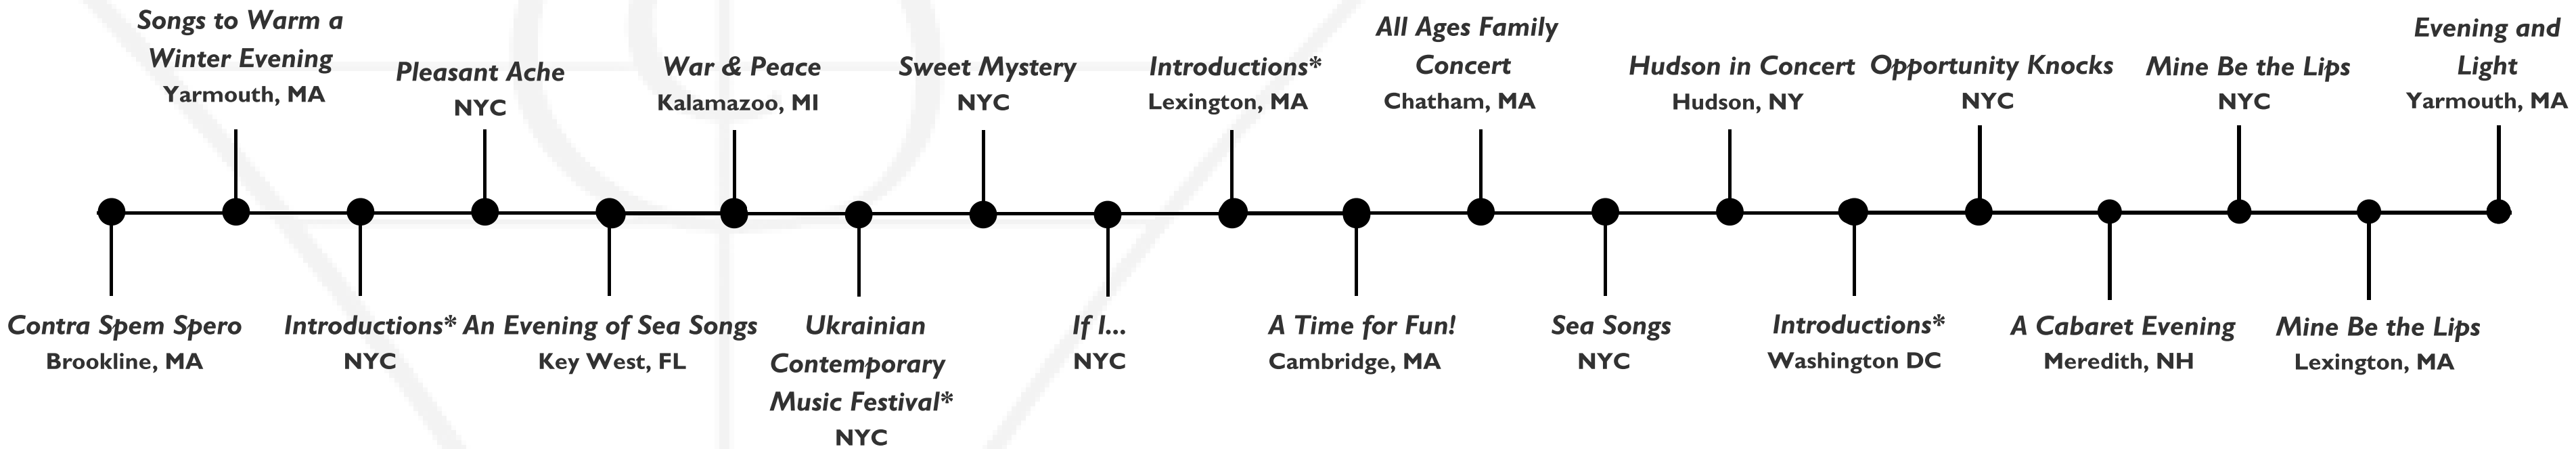 Songs to Warm a
Winter Evening
Yarmouth, MA
Pleasant Ache
NYC
War & Peace
Kalamazoo, MI
Sweet Mystery
NYC
Introductions*
Lexington, MA
All Ages Family
Concert
Chatham, MA
Hudson in Concert
Hudson, NY
Opportunity Knocks
NYC
Mine Be the Lips
NYC
Evening and
Light
Yarmouth, MA
Contra Spem Spero
Brookline, MA
Introductions*
NYC
An Evening of Sea Songs
Key West, FL
Ukrainian
Contemporary
Music Festival*
NYC
If I...
NYC
A Time for Fun!
Cambridge, MA
Sea Songs
NYC
Introductions*
Washington DC
A Cabaret Evening
Meredith, NH
Mine Be the Lips
Lexington, MA